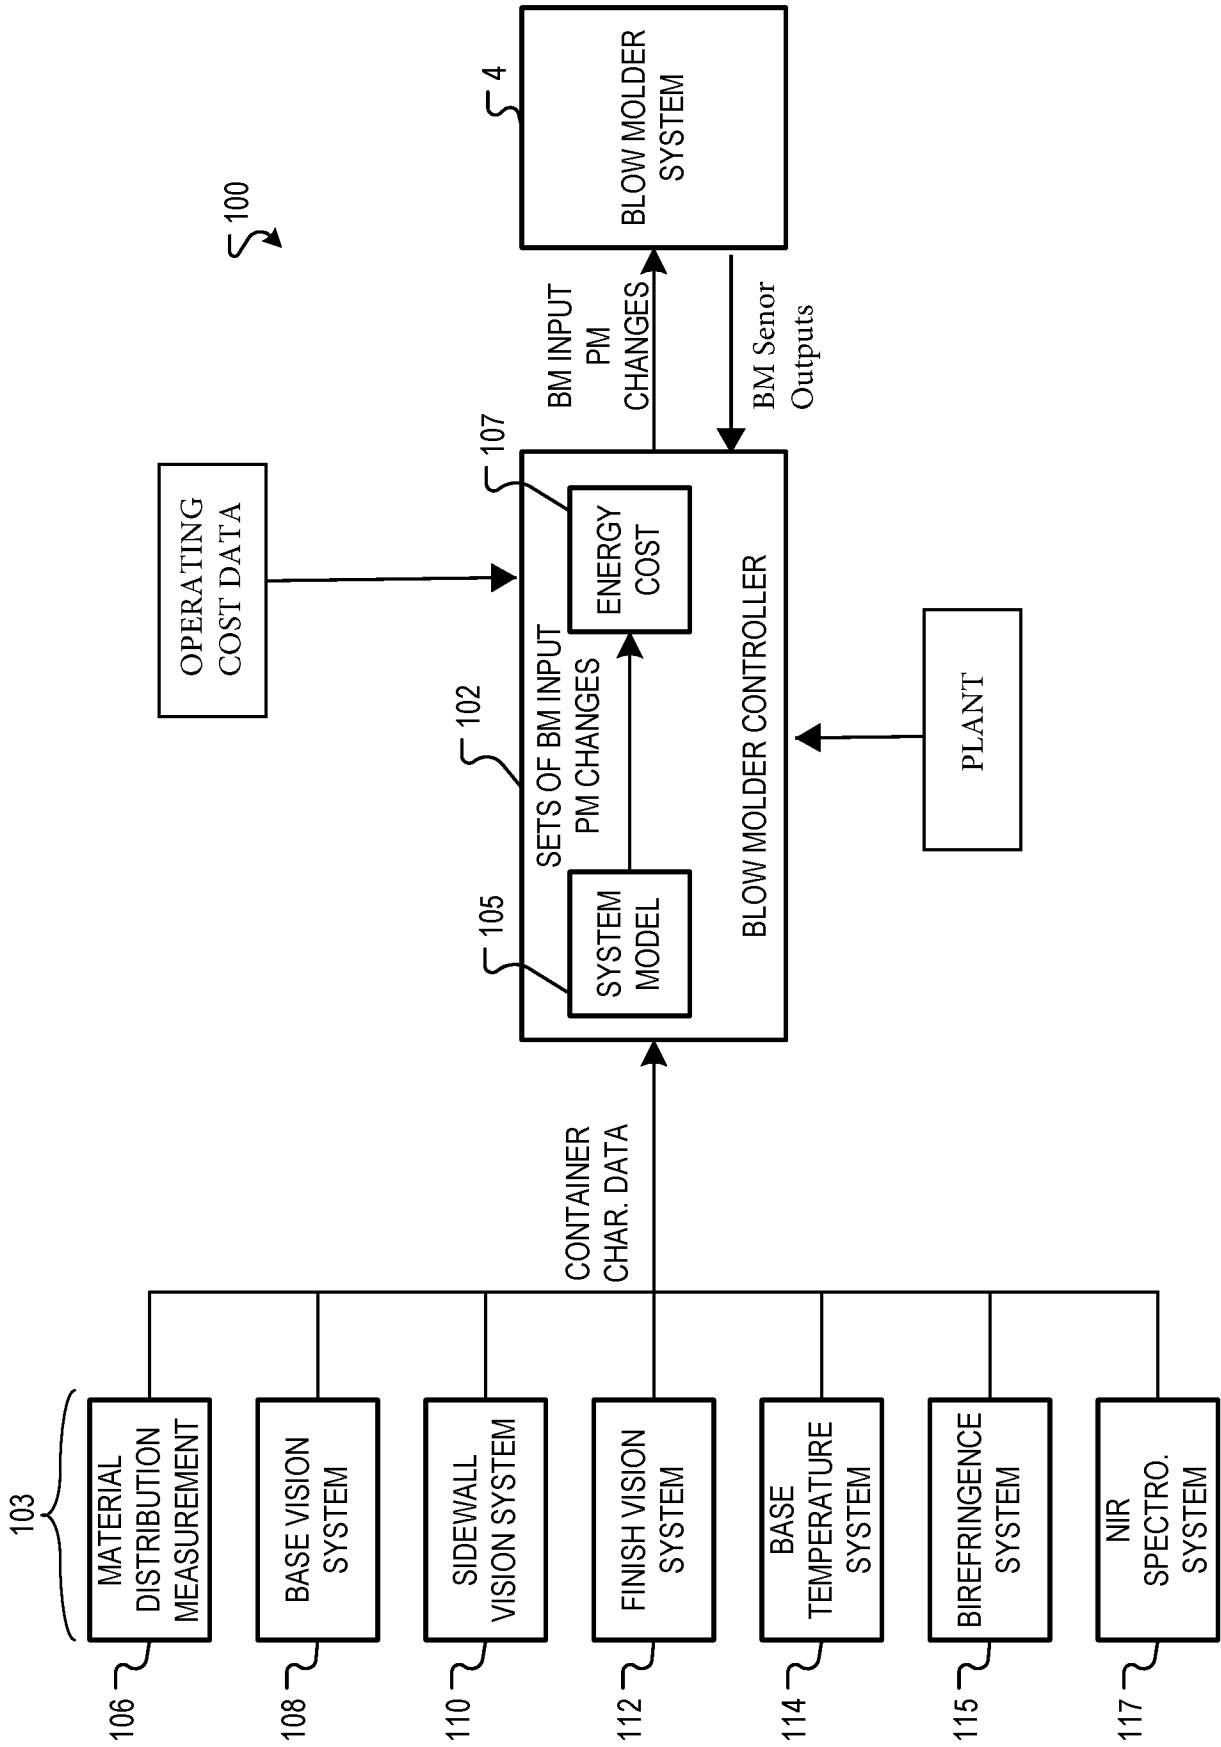 100
103
106
MATERIAL
DISTRIBUTION
MEASUREMENT
108
BASE VISION
SYSTEM
110
SIDEWALL
VISION SYSTEM
112
FINISH VISION
SYSTEM
114
BASE
TEMPERATURE
SYSTEM
115
BIREFRINGENCE
SYSTEM
117
NIR
SPECTRO.
SYSTEM
CONTAINER
CHAR. DATA
102
105
SYSTEM
MODEL
SETS OF BM INPUT
PM CHANGES
107
ENERGY
COST
BLOW MOLDER CONTROLLER
OPERATING
COST DATA
PLANT
BM INPUT
PM
CHANGES
BM Senor
Outputs
4
BLOW MOLDER
SYSTEM